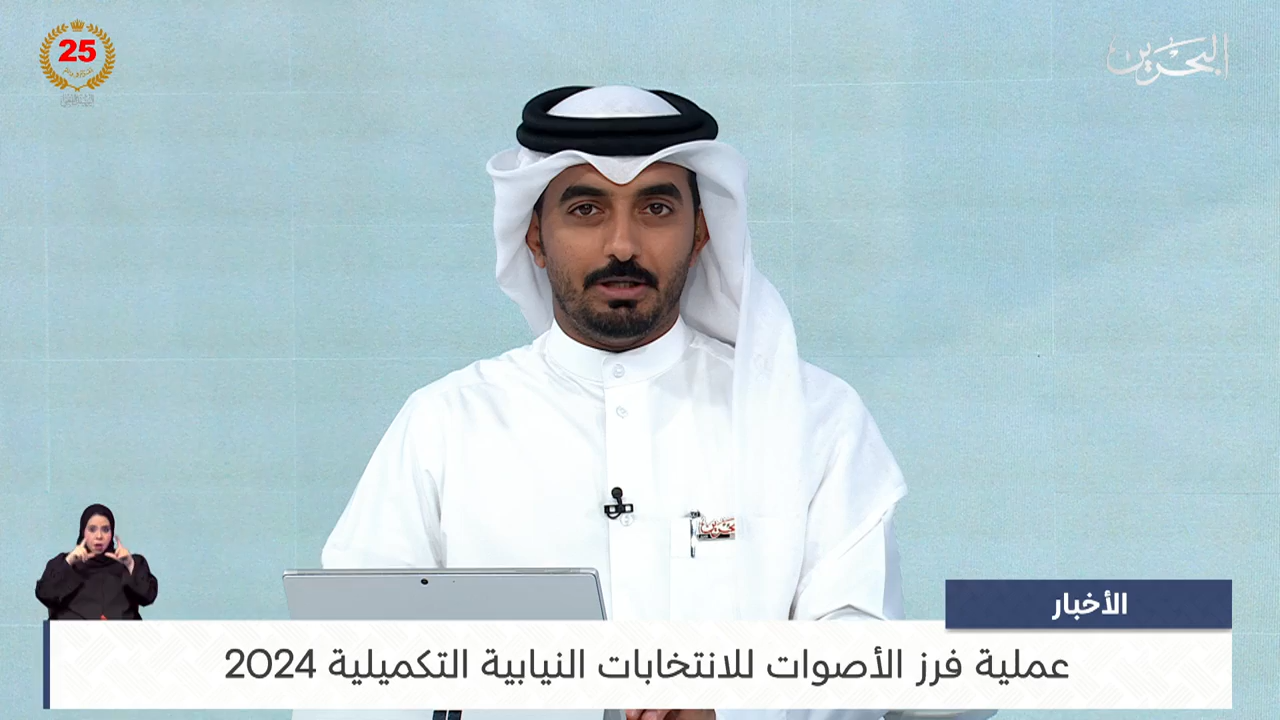 25
البحرين
الأخبار
عملية فرز الأصوات للانتخابات النيابية التكميلية 2024